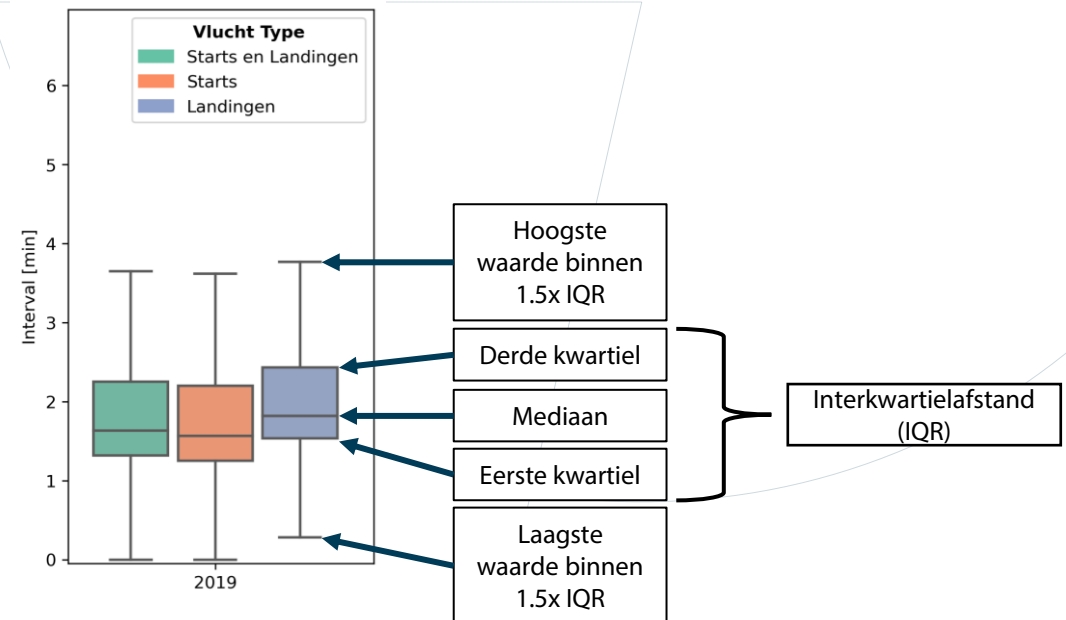 Vlucht Type
Starts en Landingen
Starts
Landingen
Interval [min]
6
5
4
3
2
1
0
2019
Hoogste
waarde binnen
1.5x IQR
Derde kwartiel
Mediaan
Eerste kwartiel
Laagste
waarde binnen
1.5x IQR
Interkwartielafstand
(IQR)